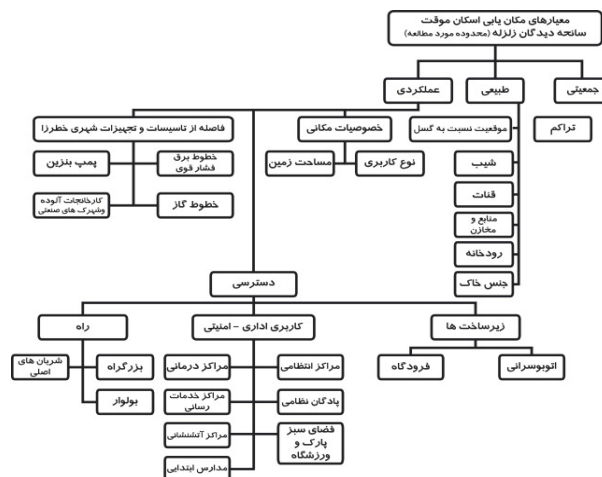 معیارهای مکان یابی اسکان موقت
سانحه دیدگان زلزله (محدوده مورد مطالعه)
جمعیتی
طبیعی
عملکردی
تراکم
موقعیت نسبت به گسل
شیب
قنات
منابع و
مخازن
رودخانه
جنس خاک
خصوصیات مکانی
نوع کاربری
مساحت زمین
فاصله از تاسیسات و تجهیزات شهری خطرزا
خطوط برق
فشار قوی
پمپ بنزین
خطوط گاز
کارخانجات آلوده
وشهرک های صنعتی
دسترسی
زیرساخت ها
اتوبوسرانی
فرودگاه
کاربری اداری - امنیتی
مراکز انتظامی
مراکز درمانی
پادگان نظامی
مراکز خدمات
رسانی
فضای سبز
پارک و
ورزشگاه
مراکز آتشنشانی
مدارس ابتدایی
راه
بزرگراه
شریان های
اصلی
بولوار